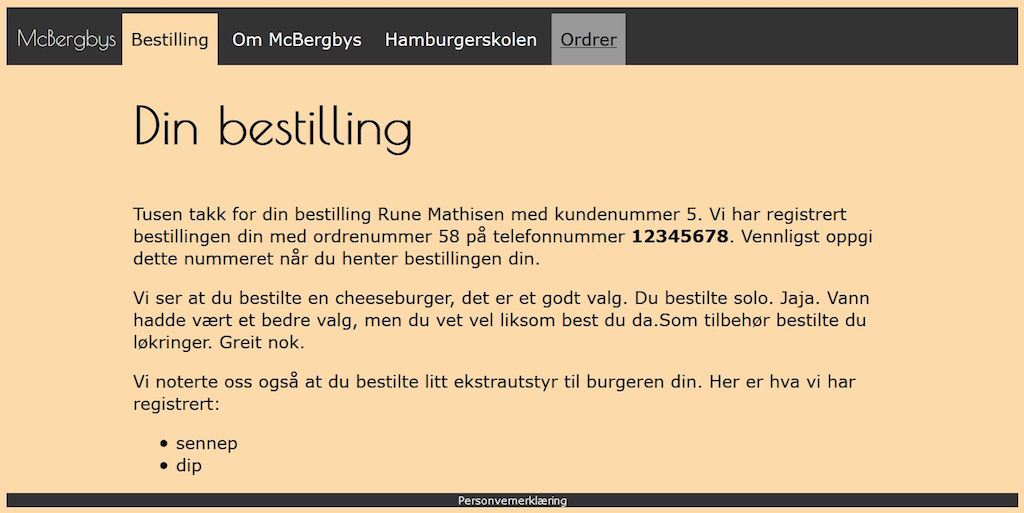 McBergbys Bestilling Om McBergbys Hamburgerskolen Ordrer
Din bestilling
Tusen takk for din bestilling Rune Mathisen med kundenummer 5. Vi har registrert
bestillingen din med ordrenummer 58 på telefonnummer 12345678. Vennligst oppgi
dette nummeret når du henter bestillingen din.
Vi ser at du bestilte en cheeseburger, det er et godt valg. Du bestilte solo. Jaja. Vann
hadde vært et bedre valg, men du vet vel liksom best du da.Som tilbehør bestilte du
løkringer. Greit nok.
Vi noterte oss også at du bestilte litt ekstrautstyr til burgeren din. Her er hva vi har
registrert:
• sennep
• dip
Personvernerklæring